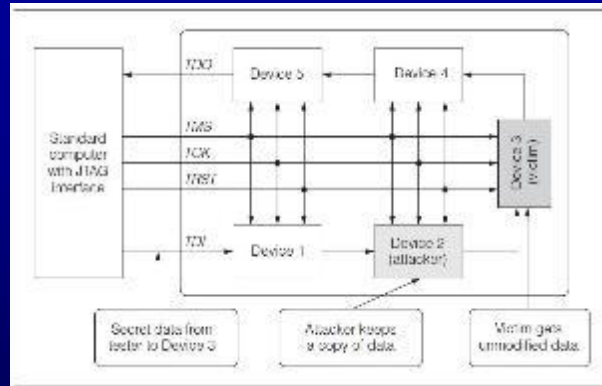 TDO
Device 5
Device 4
TMS
TCK
TRST
Standard
computer
with JTAG
interface
Device 3
(victim)
TDI
Device 1
Device 2
(attacker)
Secret data from
tester to Device 3
Attacker keeps
a copy of data
Victim gets
unmodified data